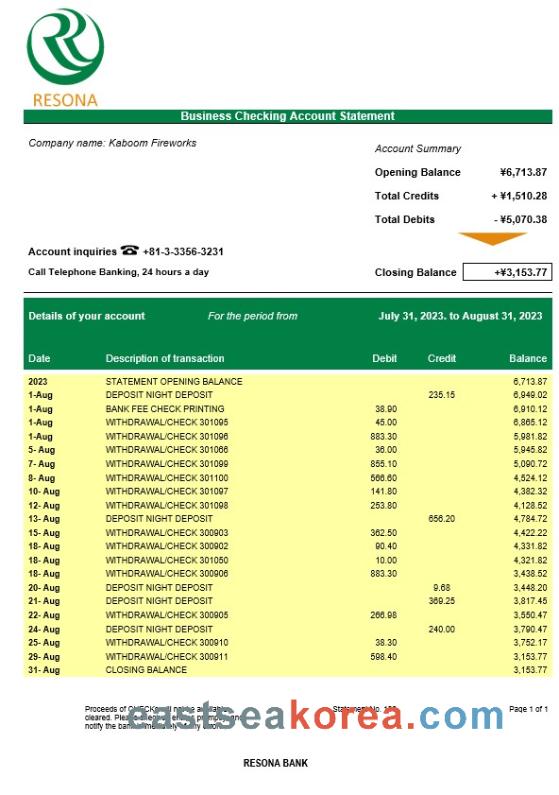 RESONA
Business Checking Account Statement
Company name: Kaboom Fireworks
Account Summary
Opening Balance ¥6,713.87
Total Credits + ¥1,510.28
Total Debits - ¥5,070.38
Account inquiries ☎ +81-3-3356-3231
Call Telephone Banking, 24 hours a day
Closing Balance +¥3,153.77
Details of your account For the period from July 31, 2023. to August 31, 2023
Date Description of transaction Debit Credit Balance
2023 STATEMENT OPENING BALANCE 6,713.87
1-Aug DEPOSIT NIGHT DEPOSIT 235.15 6,949.02
1-Aug BANK FEE CHECK PRINTING 38.90 6,910.12
1-Aug WITHDRAWAL/CHECK 301095 45.00 6,865.12
1-Aug WITHDRAWAL/CHECK 301096 883.30 5,981.82
5- Aug WITHDRAWAL/CHECK 301066 36.00 5,945.82
7- Aug WITHDRAWAL/CHECK 301099 855.10 5,090.72
8- Aug WITHDRAWAL/CHECK 301100 566.60 4,524.12
10- Aug WITHDRAWAL/CHECK 301097 141.80 4,382.32
12- Aug WITHDRAWAL/CHECK 301098 253.80 4,128.52
13- Aug DEPOSIT NIGHT DEPOSIT 656.20 4,784.72
15- Aug WITHDRAWAL/CHECK 300903 362.50 4,422.22
18- Aug WITHDRAWAL/CHECK 300902 90.40 4,331.82
18- Aug WITHDRAWAL/CHECK 301050 10.00 4,321.82
18- Aug WITHDRAWAL/CHECK 300906 883.30 3,438.52
20- Aug DEPOSIT NIGHT DEPOSIT 9.68 3,448.20
21- Aug DEPOSIT NIGHT DEPOSIT 369.25 3,817.45
22- Aug WITHDRAWAL/CHECK 300905 266.98 3,550.47
24- Aug DEPOSIT NIGHT DEPOSIT 240.00 3,790.47
25- Aug WITHDRAWAL/CHECK 300910 38.30 3,752.17
29- Aug WITHDRAWAL/CHECK 300911 598.40 3,153.77
31- Aug CLOSING BALANCE 3,153.77
Proceeds of Statement No. Page 1 of 1
cleared.
notify the bank
eastseakorea.com
RESONA BANK